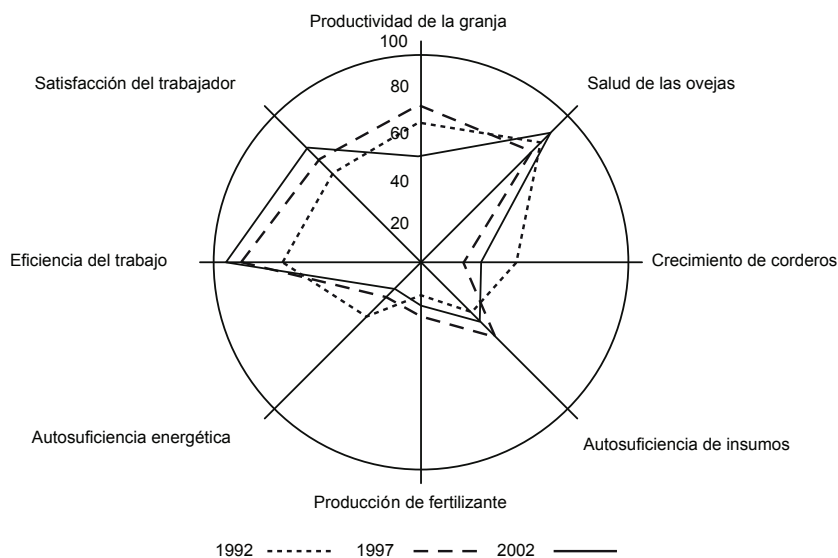 Productividad de la granja
100
Satisfacción del trabajador
80
Salud de las ovejas
60
40
20
Eficiencia del trabajo
Crecimiento de corderos
Autosuficiencia energética
Autosuficiencia de insumos
Producción de fertilizante
1992 1997 2002